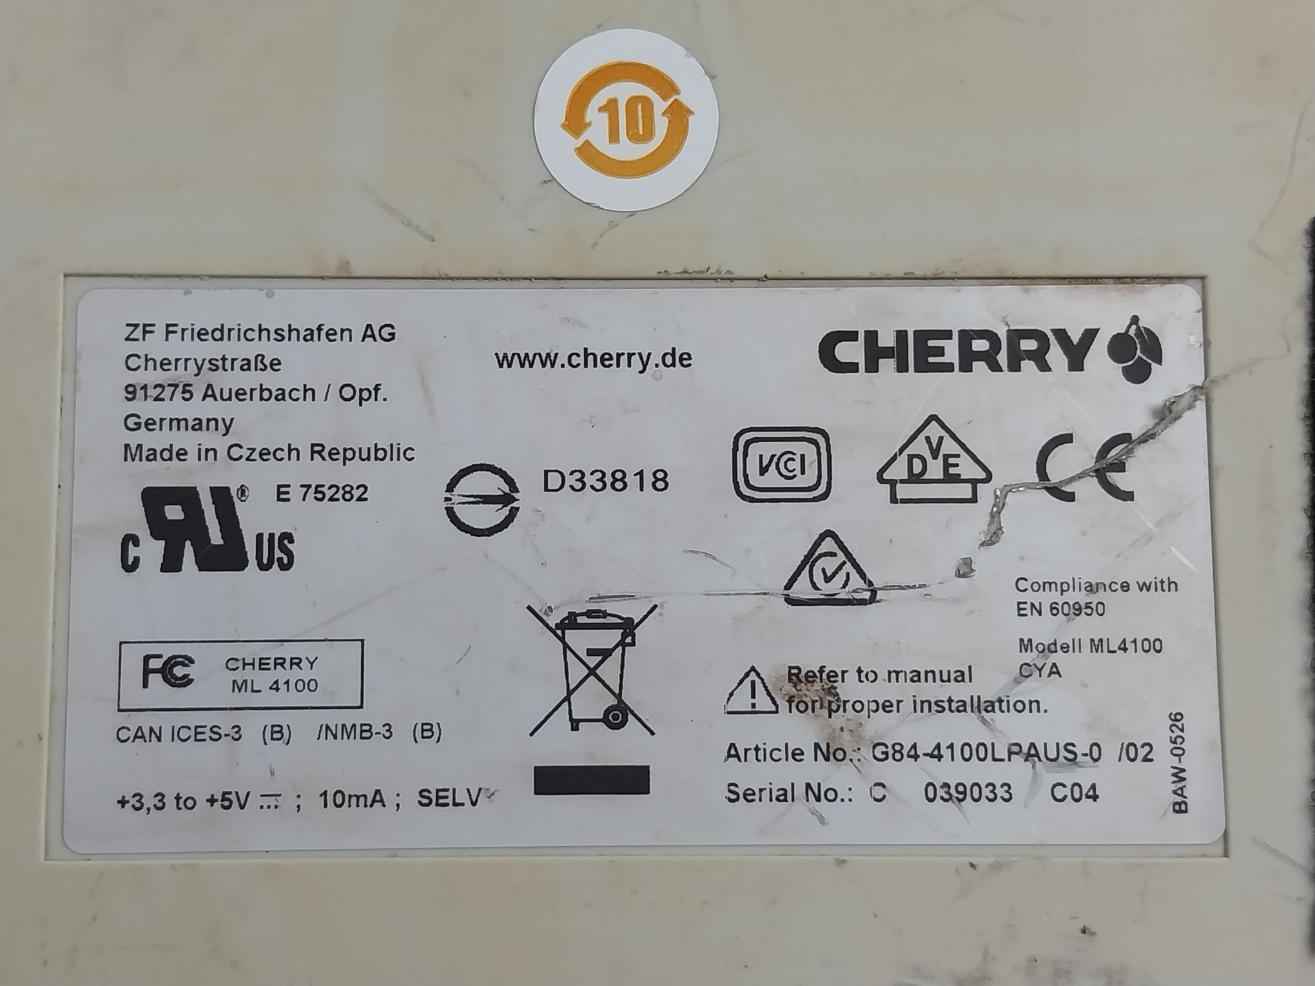 10
ZF Friedrichshafen AG
Cherrystraße
91275 Auerbach / Opf.
Germany
Made in Czech Republic
www.cherry.de
CHERRY
® E 75282
C RU US
D33818
VCCI
DVE
CE
Compliance with
EN 60950
Modell ML4100
CYA
FC CHERRY
ML 4100
CAN ICES-3 (B) /NMB-3 (B)
+3,3 to +5V ⎓ ; 10mA ; SELV
! Refer to manual
for proper installation.
Article No.: G84-4100LPAUS-0 /02
Serial No.: C 039033 C04
BAW-0526